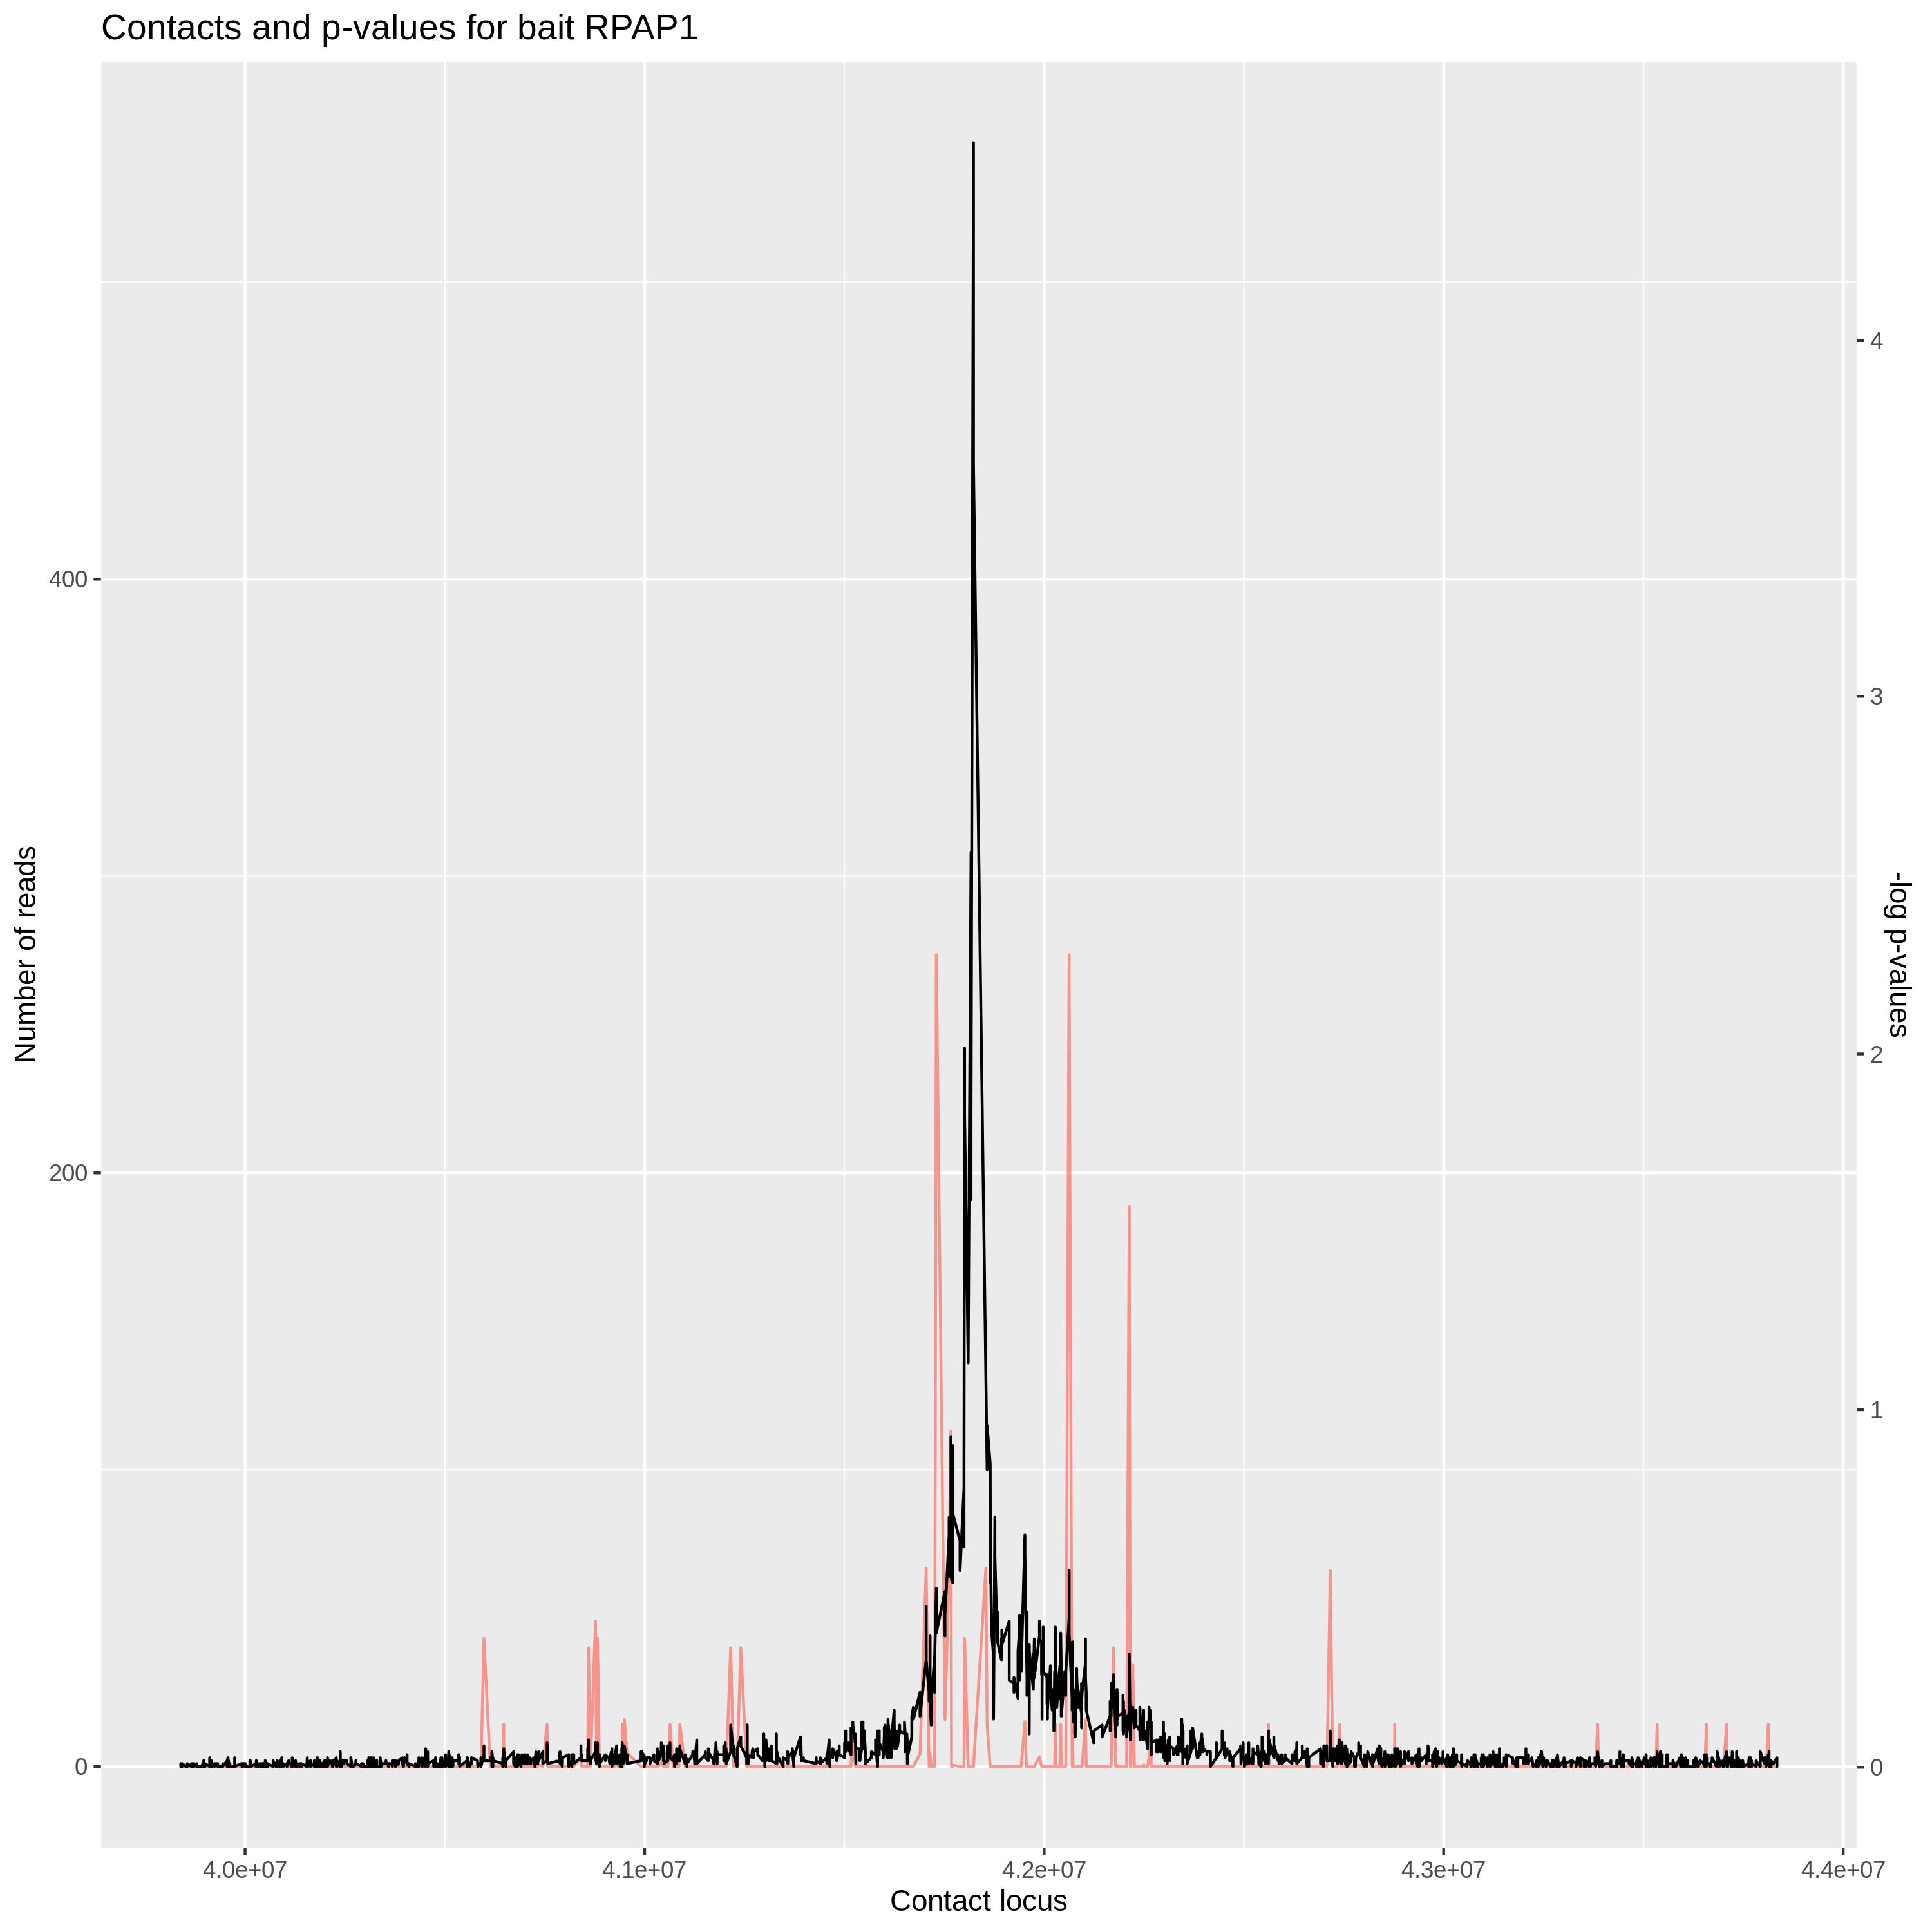 Contacts and p-values for bait RPAP1
Number of reads
400
200
0
4
3
2
1
0
-log p-values
4.0e+07
4.1e+07
4.2e+07
4.3e+07
4.4e+07
Contact locus